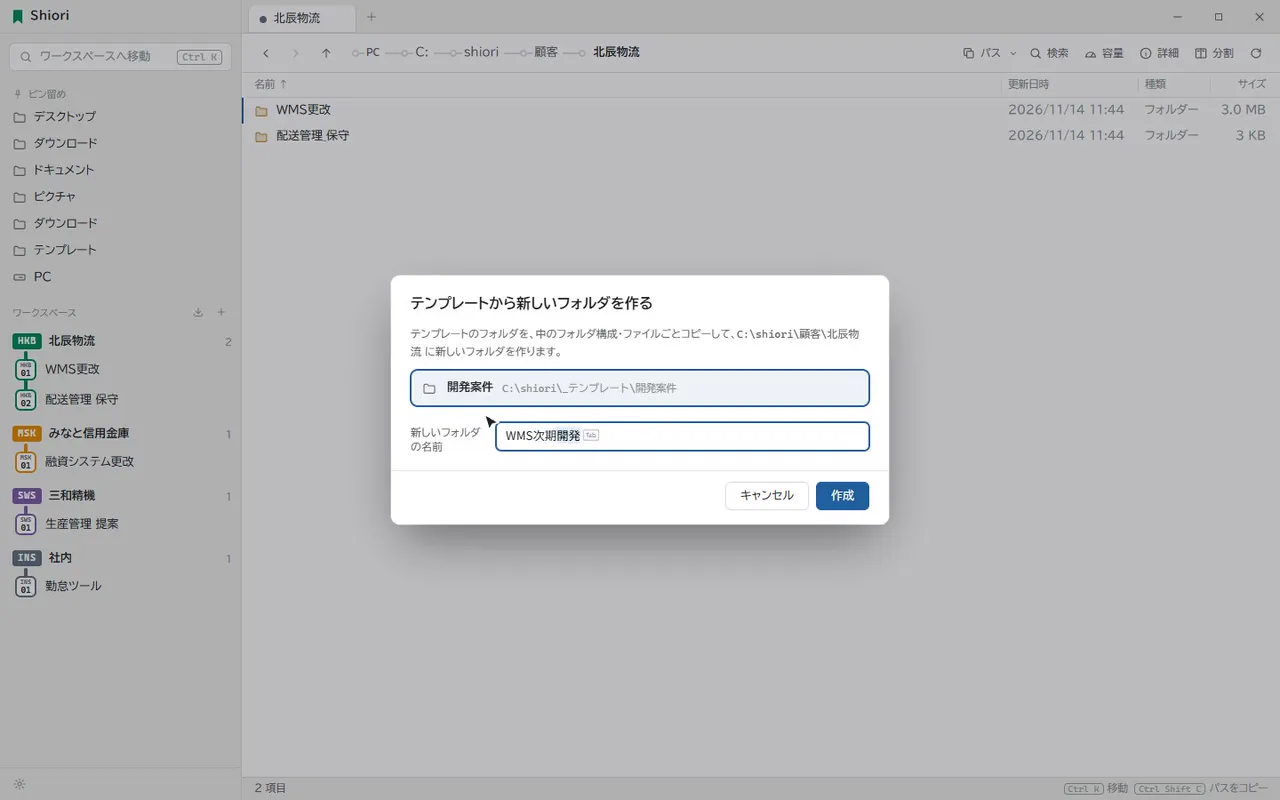 Shiori
北辰物流
ワークスペースへ移動 Ctrl K
PC C: shiori 顧客 北辰物流
パス 検索 容量 詳細 分割
ピン留め
デスクトップ
ダウンロード
ドキュメント
ピクチャ
ダウンロード
テンプレート
PC
ワークスペース
HKB 北辰物流 2
HKB 01 WMS更改
HKB 02 配送管理 保守
MSK みなと信用金庫 1
MSK 01 融資システム更改
SWS 三和精機 1
SWS 01 生産管理 提案
INS 社内 1
INS 01 勤怠ツール
名前 ↑ 更新日時 種類 サイズ
WMS更改 2026/11/14 11:44 フォルダー 3.0 MB
配送管理_保守 2026/11/14 11:44 フォルダー 3 KB
テンプレートから新しいフォルダを作る
テンプレートのフォルダを、中のフォルダ構成・ファイルごとコピーして、C:\shiori\顧客\北辰物
流 に新しいフォルダを作ります。
開発案件 C:\shiori\_テンプレート\開発案件
新しいフォルダ
の名前
WMS次期開発 Tab
キャンセル 作成
2 項目
Ctrl K 移動 Ctrl Shift C パスをコピー